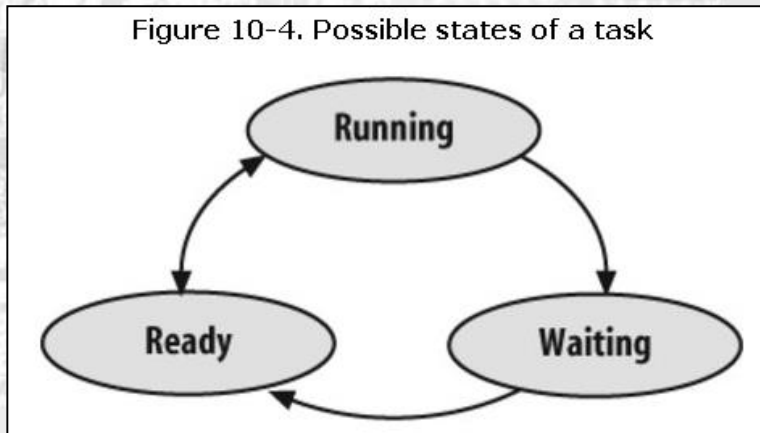 Figure 10-4. Possible states of a task
Running
Ready
Waiting